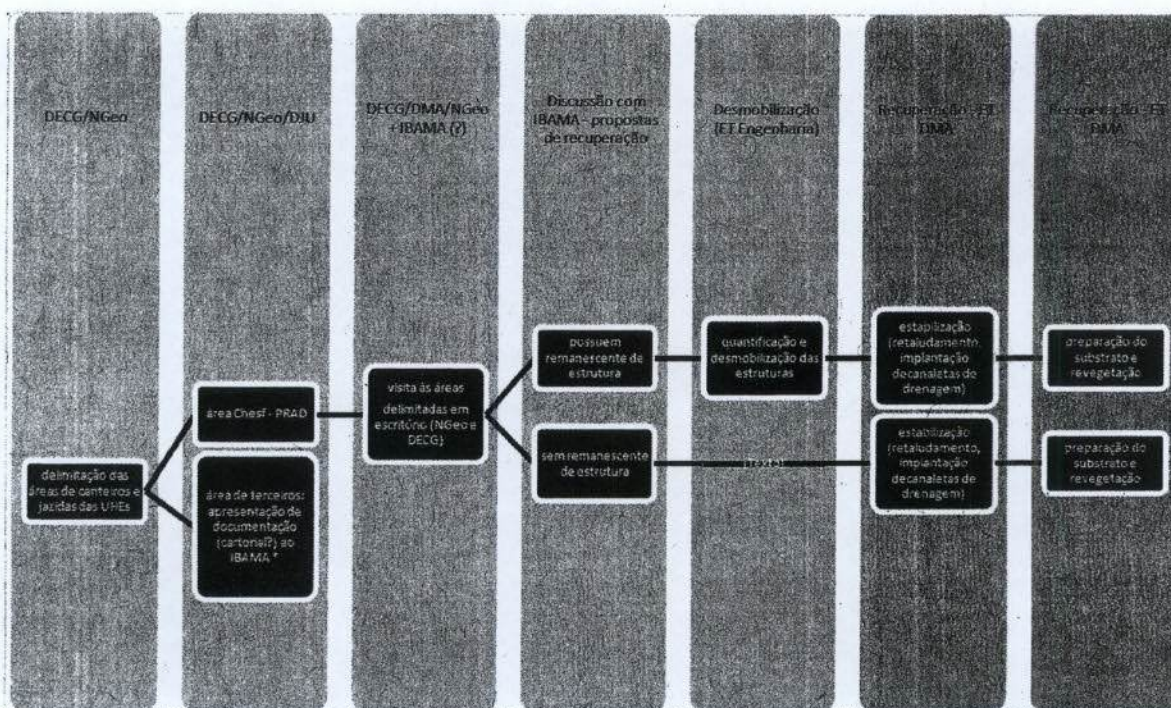 DECG/NGeo
DECG/NGeo/DJU
DECG/DMA/NGeo
+ IBAMA (?)
Discussão com
IBAMA - propostas
de recuperação
Desmobilização
(ET Engenharia)
Recuperação - ET
DMA
Recuperação - ET
DMA
delimitação das
áreas de canteiros e
jazidas das UHEs
área Chesf - PRAD
área de terceiros:
apresentação de
documentação
(cartorial?) ao
IBAMA *
visita às áreas
delimitadas em
escritório (NGeo e
DECG)
possuem
remanescente de
estrutura
sem remanescente
de estrutura
quantificação e
desmobilização das
estruturas
[Texto]
estabilização
(retaludamento,
implantação
decanaletas de
drenagem)
estabilização
(retaludamento,
implantação
decanaletas de
drenagem)
preparação do
substrato e
revegetação
preparação do
substrato e
revegetação